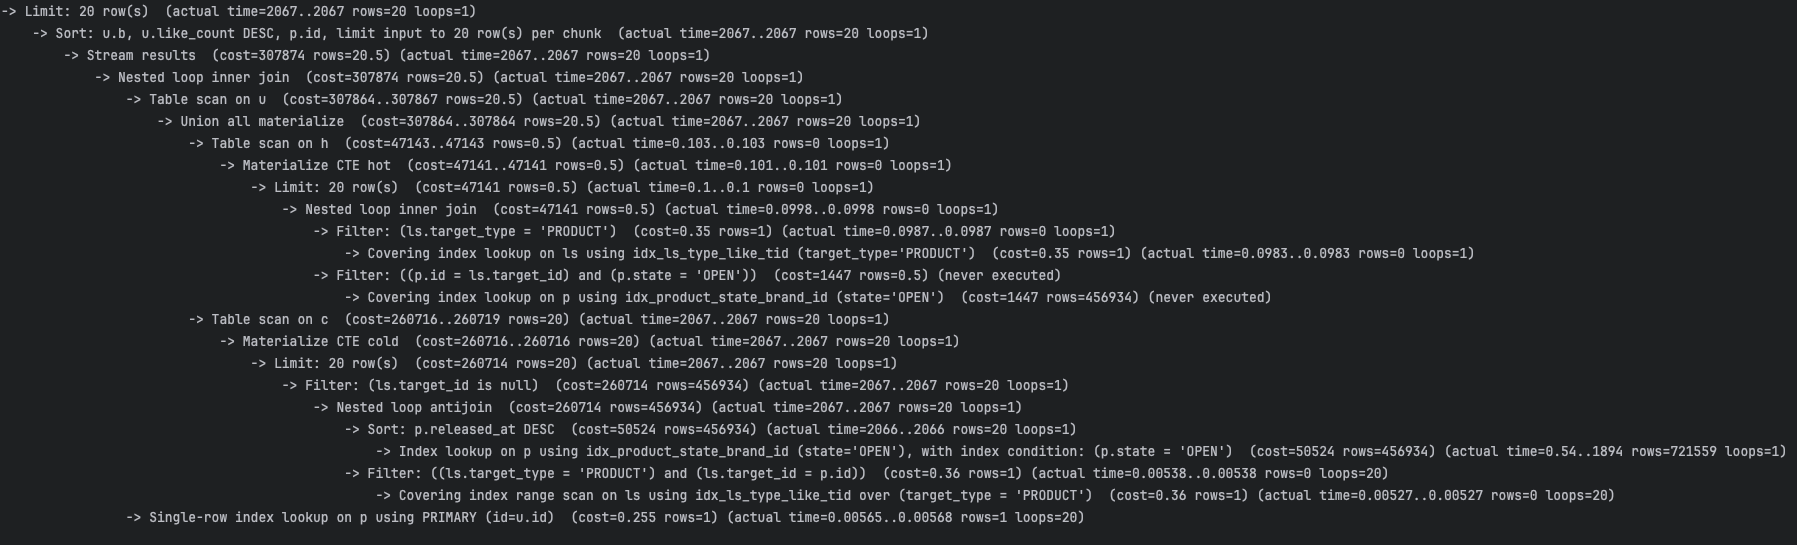 -> Limit: 20 row(s)  (actual time=2067..2067 rows=20 loops=1)
    -> Sort: u.b, u.like_count DESC, p.id, limit input to 20 row(s) per chunk  (actual time=2067..2067 rows=20 loops=1)
        -> Stream results  (cost=307874 rows=20.5) (actual time=2067..2067 rows=20 loops=1)
            -> Nested loop inner join  (cost=307874 rows=20.5) (actual time=2067..2067 rows=20 loops=1)
                -> Table scan on u  (cost=307864..307867 rows=20.5) (actual time=2067..2067 rows=20 loops=1)
                    -> Union all materialize  (cost=307864..307864 rows=20.5) (actual time=2067..2067 rows=20 loops=1)
                        -> Table scan on h  (cost=47143..47143 rows=0.5) (actual time=0.103..0.103 rows=0 loops=1)
                            -> Materialize CTE hot  (cost=47141..47141 rows=0.5) (actual time=0.101..0.101 rows=0 loops=1)
                                -> Limit: 20 row(s)  (cost=47141 rows=0.5) (actual time=0.1..0.1 rows=0 loops=1)
                                    -> Nested loop inner join  (cost=47141 rows=0.5) (actual time=0.0998..0.0998 rows=0 loops=1)
                                        -> Filter: (ls.target_type = 'PRODUCT')  (cost=0.35 rows=1) (actual time=0.0987..0.0987 rows=0 loops=1)
                                            -> Covering index lookup on ls using idx_ls_type_like_tid (target_type='PRODUCT')  (cost=0.35 rows=1) (actual time=0.0983..0.0983 rows=0 loops=1)
                                        -> Filter: ((p.id = ls.target_id) and (p.state = 'OPEN'))  (cost=1447 rows=0.5) (never executed)
                                            -> Covering index lookup on p using idx_product_state_brand_id (state='OPEN')  (cost=1447 rows=456934) (never executed)
                        -> Table scan on c  (cost=260716..260719 rows=20) (actual time=2067..2067 rows=20 loops=1)
                            -> Materialize CTE cold  (cost=260716..260716 rows=20) (actual time=2067..2067 rows=20 loops=1)
                                -> Limit: 20 row(s)  (cost=260714 rows=20) (actual time=2067..2067 rows=20 loops=1)
                                    -> Filter: (ls.target_id is null)  (cost=260714 rows=456934) (actual time=2067..2067 rows=20 loops=1)
                                        -> Nested loop antijoin  (cost=260714 rows=456934) (actual time=2067..2067 rows=20 loops=1)
                                            -> Sort: p.released_at DESC  (cost=50524 rows=456934) (actual time=2066..2066 rows=20 loops=1)
                                                -> Index lookup on p using idx_product_state_brand_id (state='OPEN'), with index condition: (p.state = 'OPEN')  (cost=50524 rows=456934) (actual time=0.54..1894 rows=721559 loops=1)
                                            -> Filter: ((ls.target_type = 'PRODUCT') and (ls.target_id = p.id))  (cost=0.36 rows=1) (actual time=0.00538..0.00538 rows=0 loops=20)
                                                -> Covering index range scan on ls using idx_ls_type_like_tid over (target_type = 'PRODUCT')  (cost=0.36 rows=1) (actual time=0.00527..0.00527 rows=0 loops=20)
                -> Single-row index lookup on p using PRIMARY (id=u.id)  (cost=0.255 rows=1) (actual time=0.00565..0.00568 rows=1 loops=20)